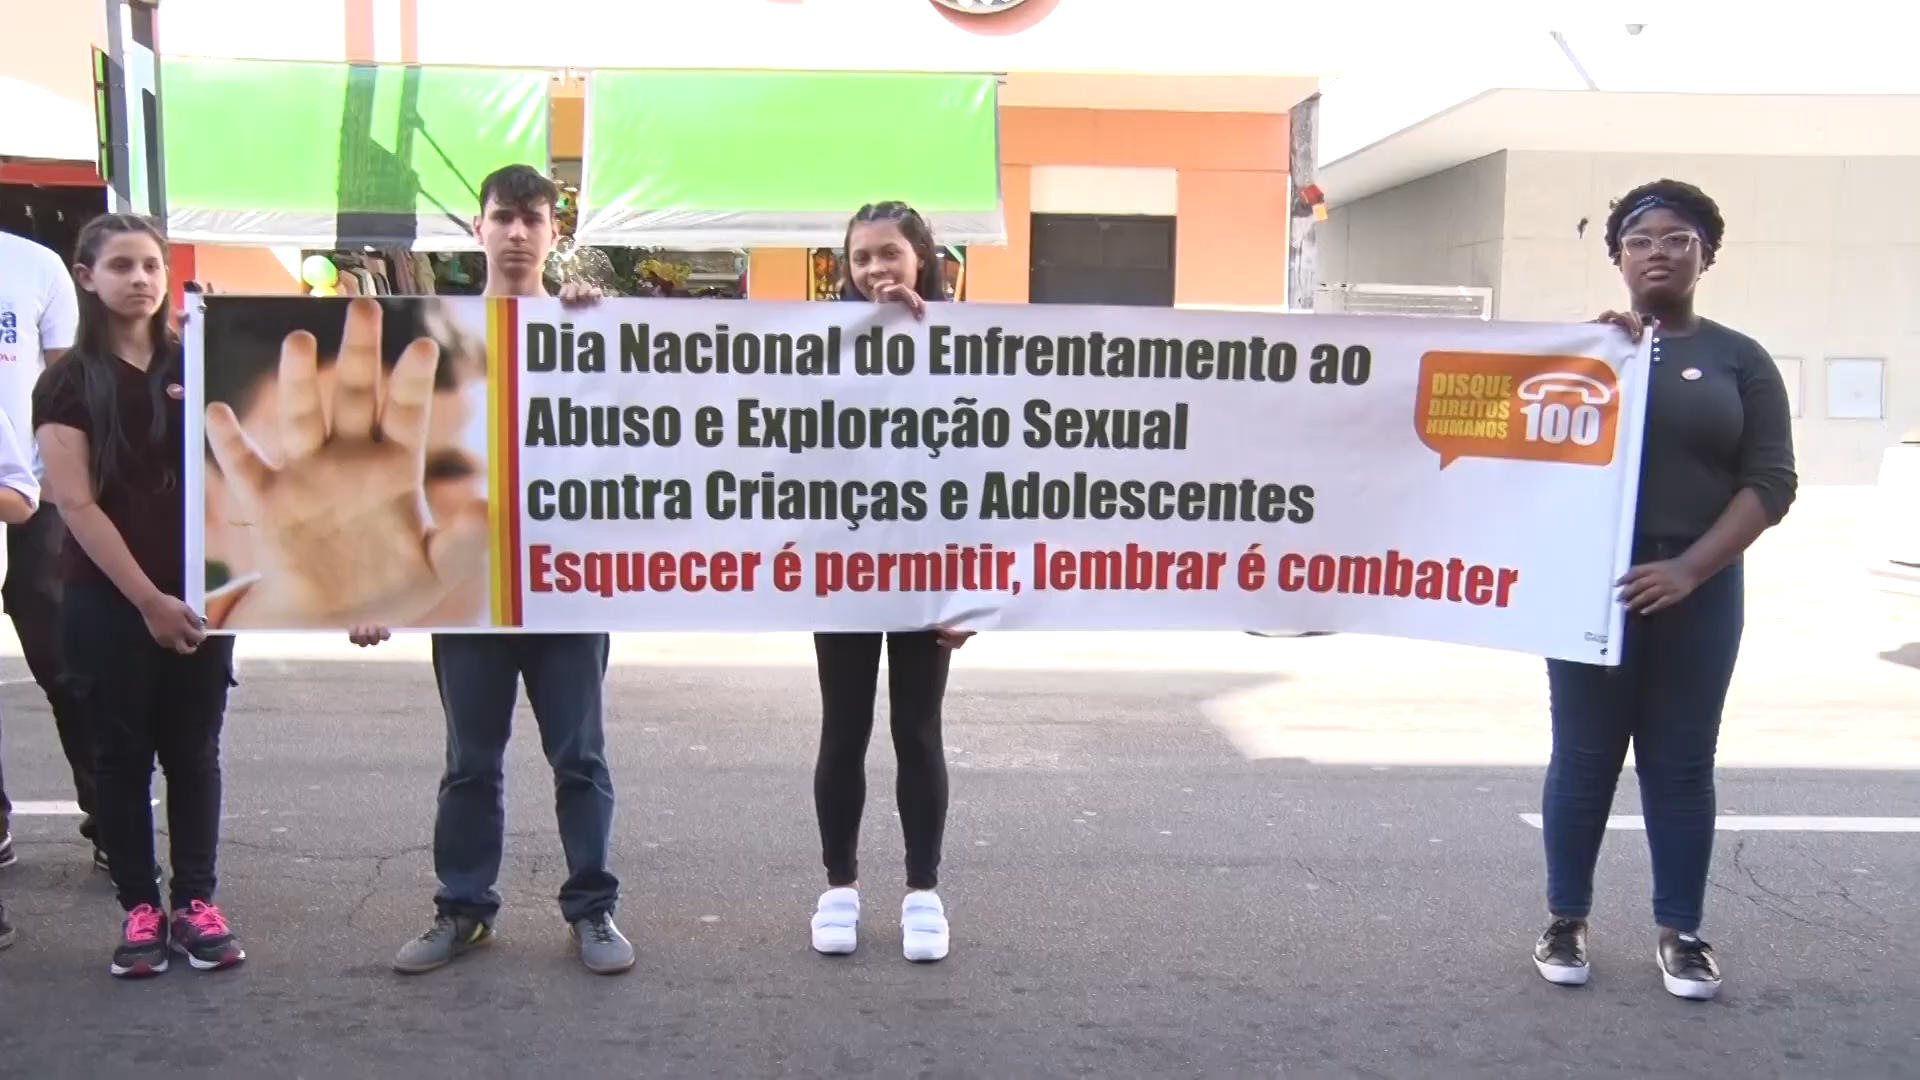 Dia Nacional do Enfrentamento ao
Abuso e Exploração Sexual
contra Crianças e Adolescentes
Esquecer é permitir, lembrar é combater
DISQUE
DIREITOS
HUMANOS
100